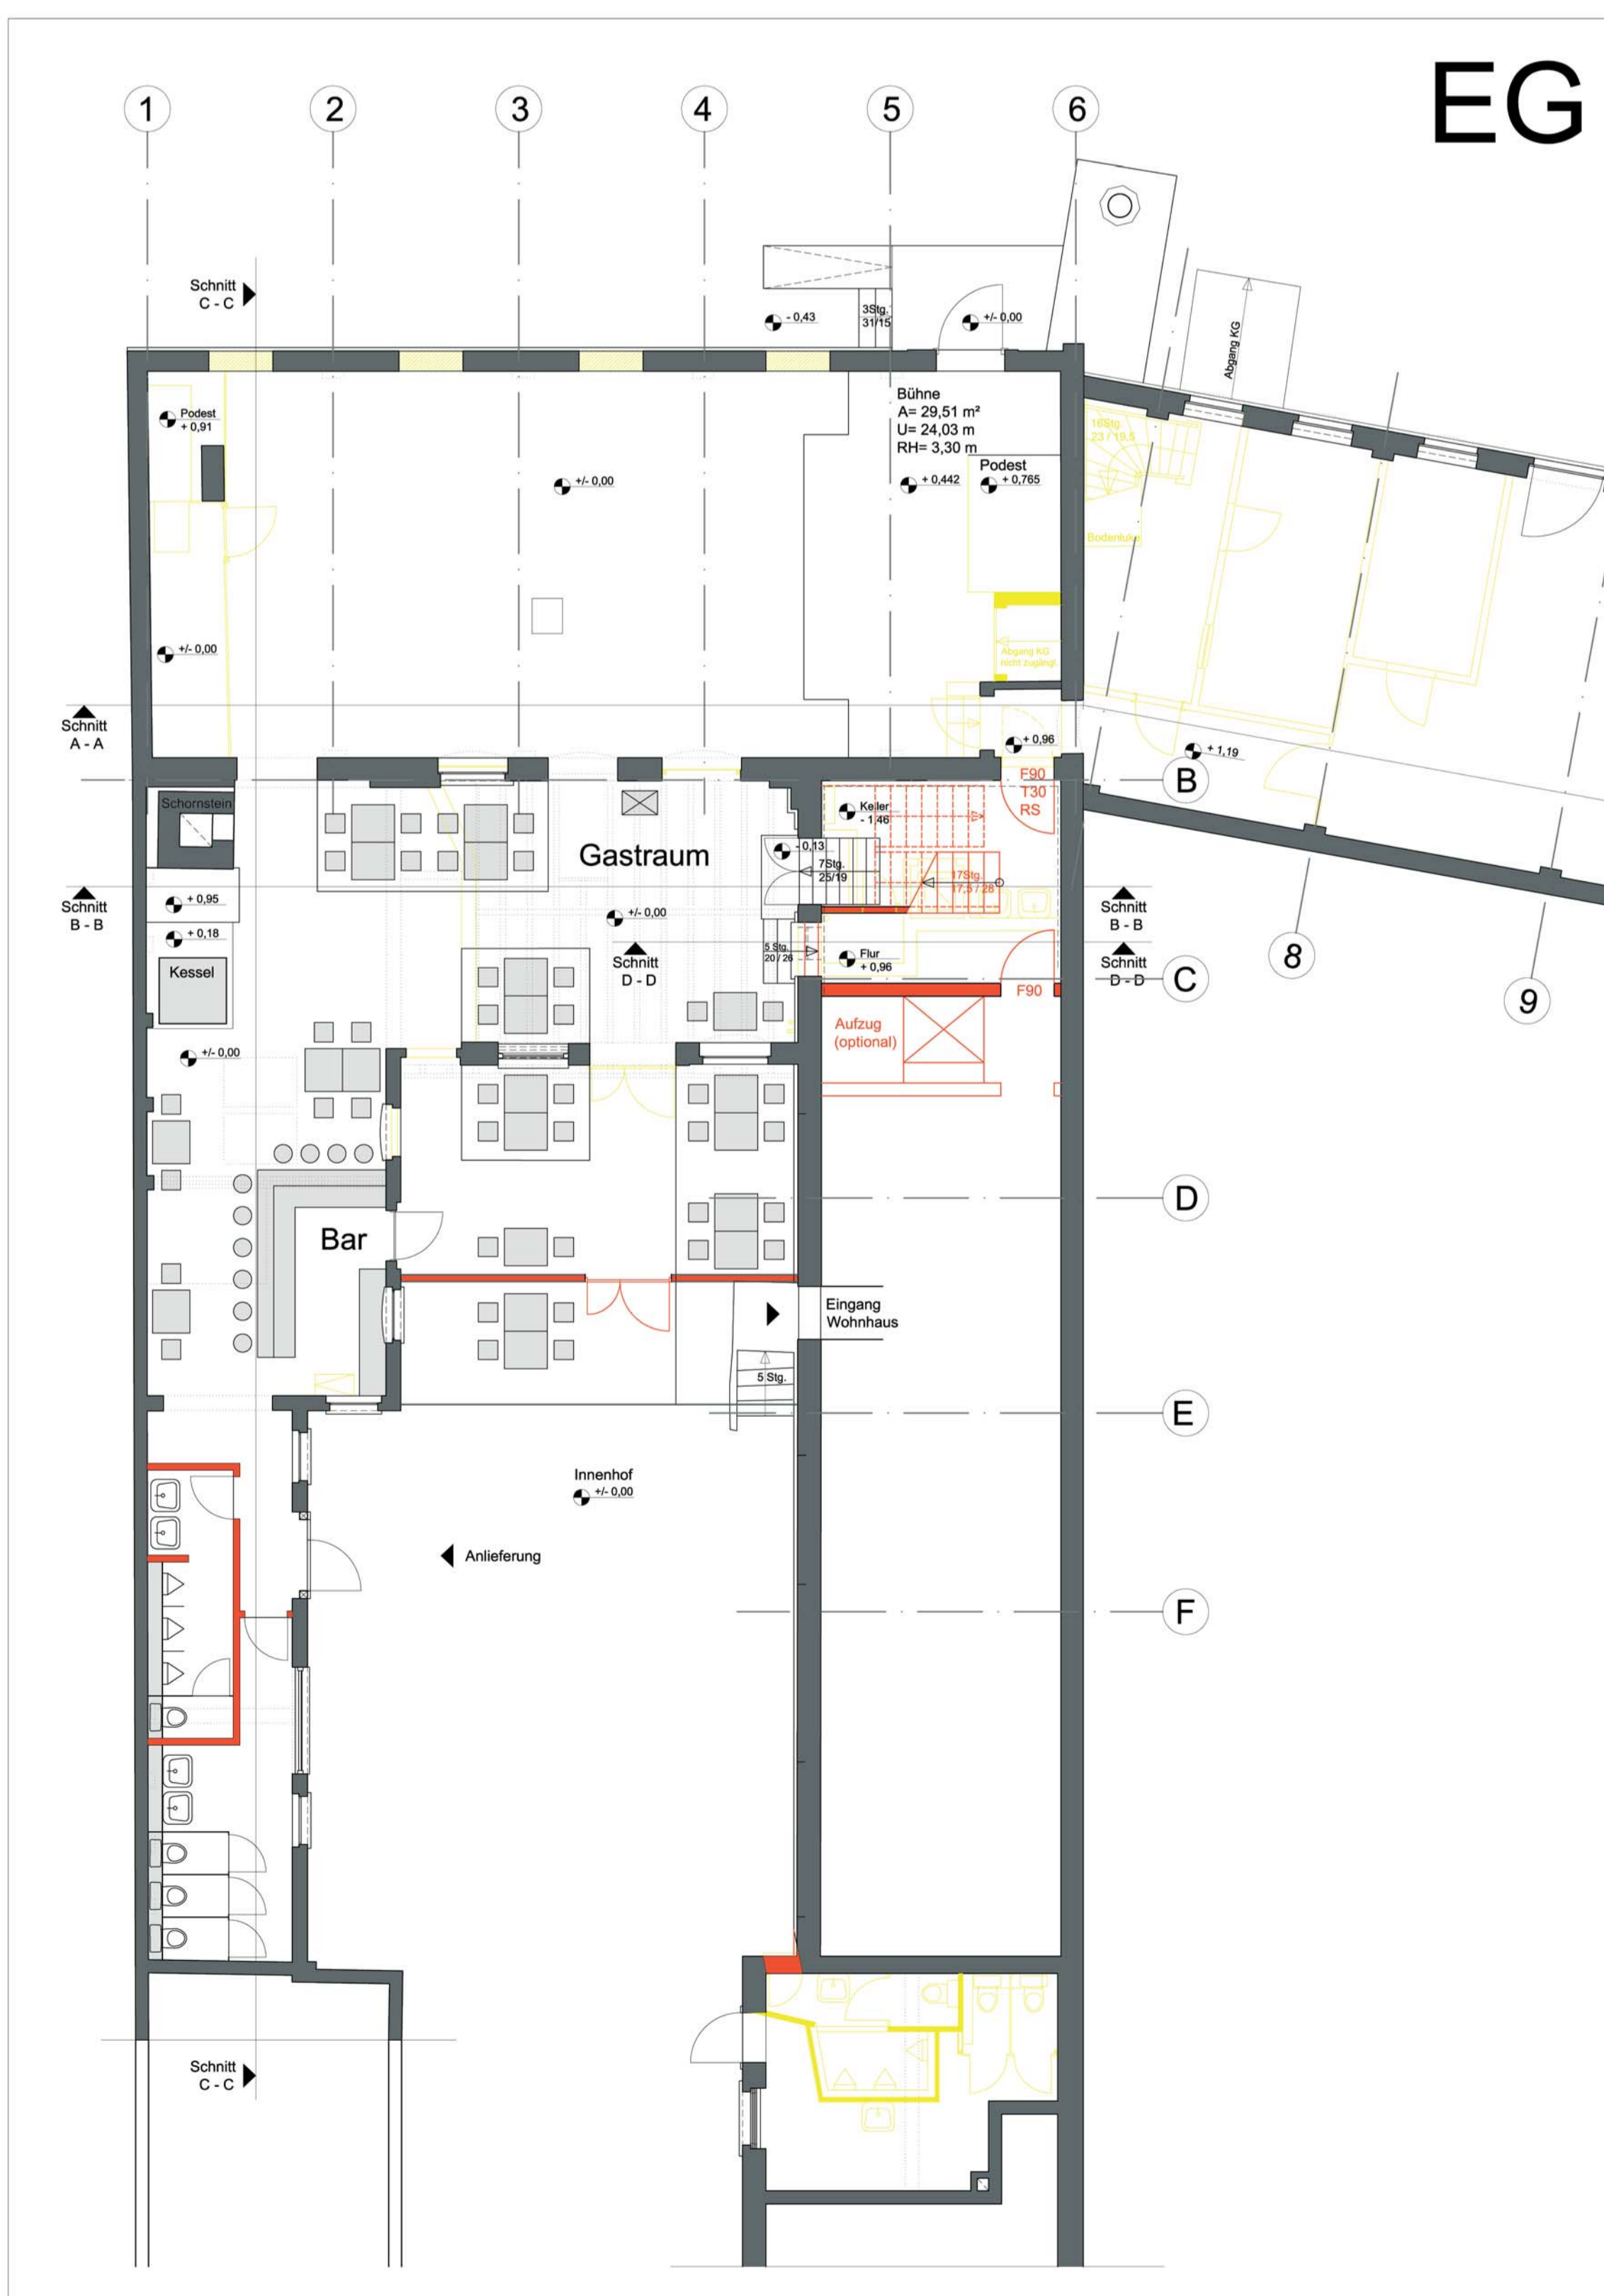 EG
1
2
3
4
5
6
Schnitt
C - C
- 0,43
3Stg.
31/15
+/- 0,00
Abgang KG
Podest
+ 0,91
+/- 0,00
Bühne
A= 29,51 m²
U= 24,03 m
RH= 3,30 m
+ 0,442
Podest
+ 0,765
16Stg.
23 / 19,5
Bodenluke
+/- 0,00
Abgang KG
nicht zugängl.
Schnitt
A - A
+ 0,96
+ 1,19
B
F90
T30
RS
Schornstein
Keller
- 1,46
Gastraum
- 0,13
7Stg.
25/19
17Stg.
17,5 / 28
+ 0,95
Schnitt
B - B
Schnitt
B - B
+ 0,18
+/- 0,00
5 Stg.
20 / 26
Flur
+ 0,96
Schnitt
D - D
Schnitt
D - D
C
8
9
Kessel
F90
Aufzug
(optional)
+/- 0,00
D
Bar
Eingang
Wohnhaus
5 Stg.
E
Innenhof
+/- 0,00
Anlieferung
F
Schnitt
C - C